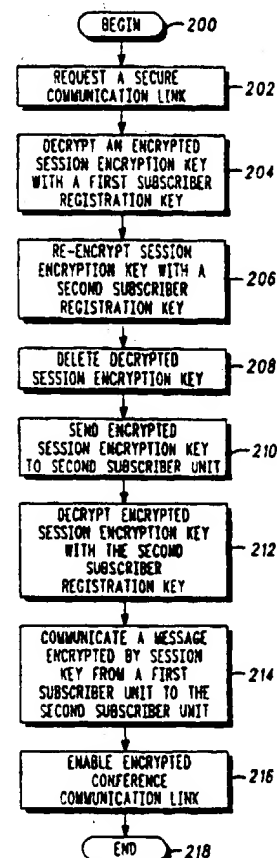 BEGIN 200
REQUEST A SECURE
COMMUNICATION LINK
202
DECRYPT AN ENCRYPTED
SESSION ENCRYPTION KEY
WITH A FIRST SUBSCRIBER
REGISTRATION KEY
204
RE-ENCRYPT SESSION
ENCRYPTION KEY WITH A
SECOND SUBSCRIBER
REGISTRATION KEY
206
DELETE DECRYPTED
SESSION ENCRYPTION KEY
208
SEND ENCRYPTED
SESSION ENCRYPTION KEY
TO SECOND SUBSCRIBER UNIT
210
DECRYPT ENCRYPTED
SESSION ENCRYPTION KEY
WITH THE SECOND
SUBSCRIBER
REGISTRATION KEY
212
COMMUNICATE A MESSAGE
ENCRYPTED BY SESSION
KEY FROM A FIRST
SUBSCRIBER UNIT TO THE
SECOND SUBSCRIBER UNIT
214
ENABLE ENCRYPTED
CONFERENCE
COMMUNICATION LINK
216
END 218